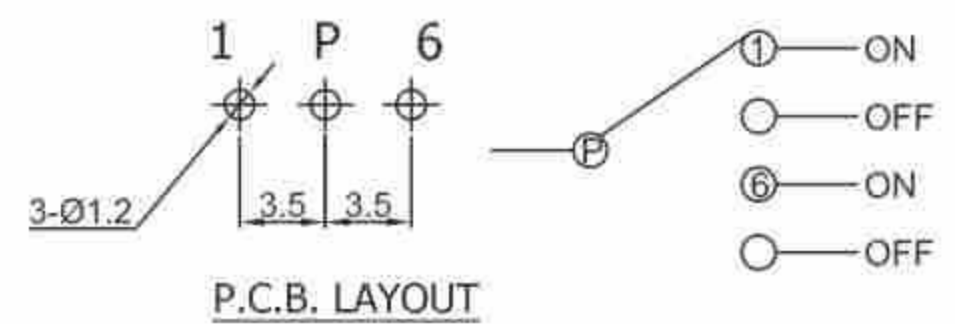 1 P 6
3-Ø1.2
3.5 3.5
P.C.B. LAYOUT
P
1 ON
OFF
6 ON
OFF